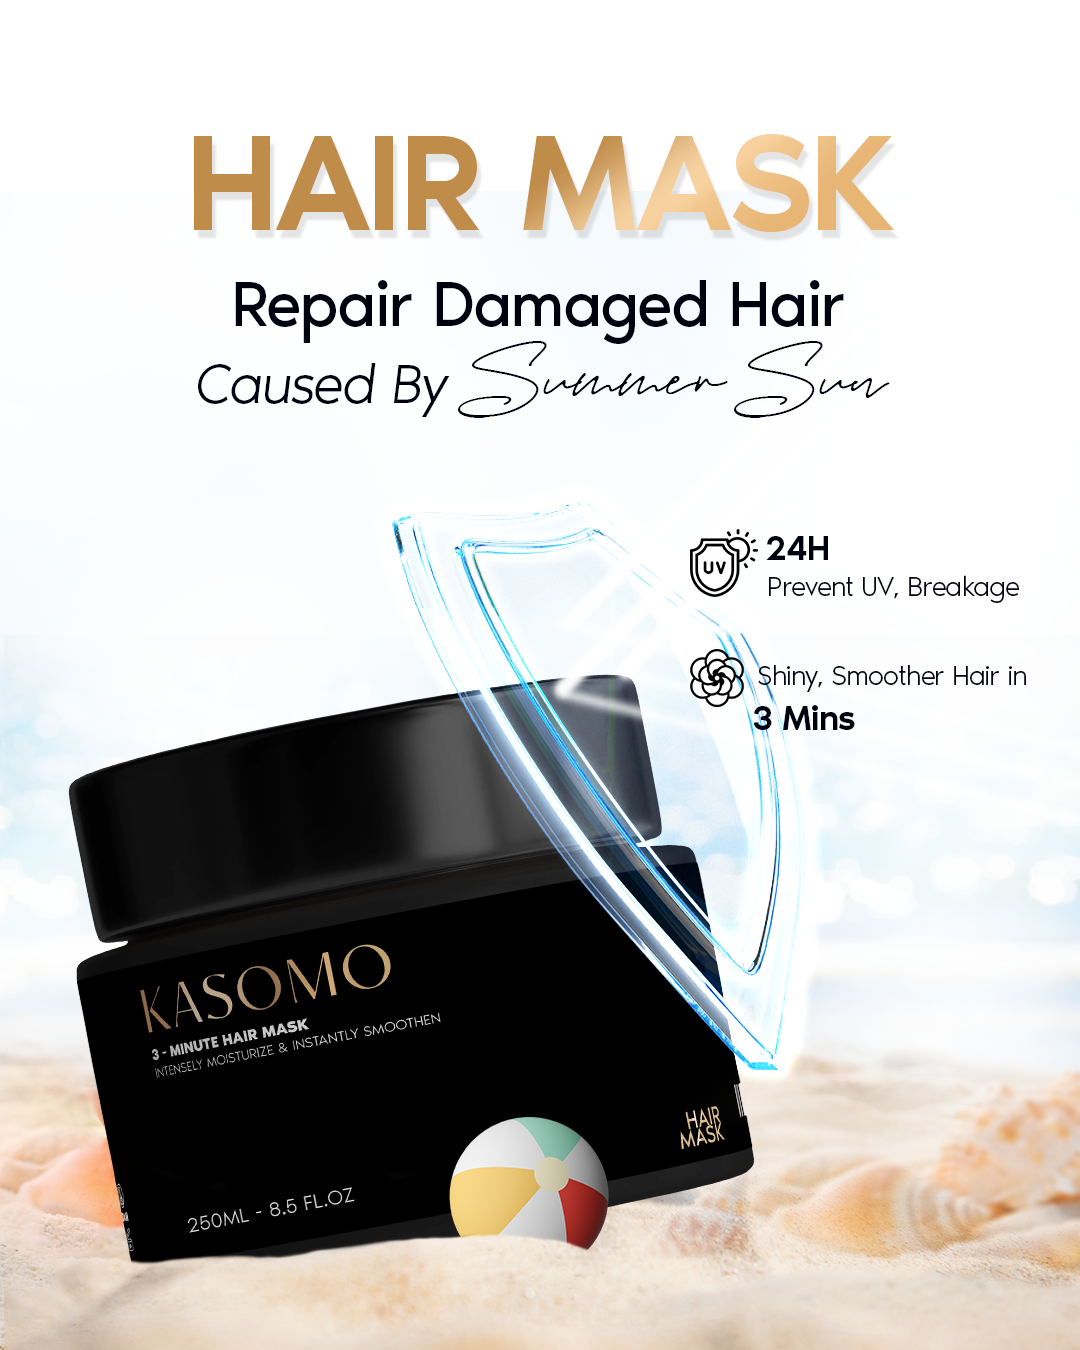 HAIR MASK
Repair Damaged Hair
Caused By Summer Sun
UV
24H
Prevent UV, Breakage
Shiny, Smoother Hair in
3 Mins
KASOMO
3 - MINUTE HAIR MASK
INTENSELY MOISTURIZE & INSTANTLY SMOOTHEN
HAIR
MASK
250ML - 8.5 FL.OZ